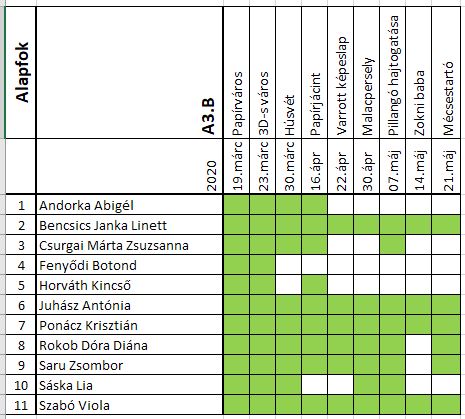 Alapfok
A3.B
2020
19.márc Papírváros
23.márc 3D-s város
30.márc Húsvét
16.ápr Papírjácint
22.ápr Varrott képeslap
30.ápr Malacpersely
07.máj Pillangó hajtogatása
14.máj Zokni baba
21.máj Mécsestartó
1 Andorka Abigél
2 Bencsics Janka Linett
3 Csurgai Márta Zsuzsanna
4 Fenyődi Botond
5 Horváth Kincső
6 Juhász Antónia
7 Ponácz Krisztián
8 Rokob Dóra Diána
9 Saru Zsombor
10 Sáska Lia
11 Szabó Viola